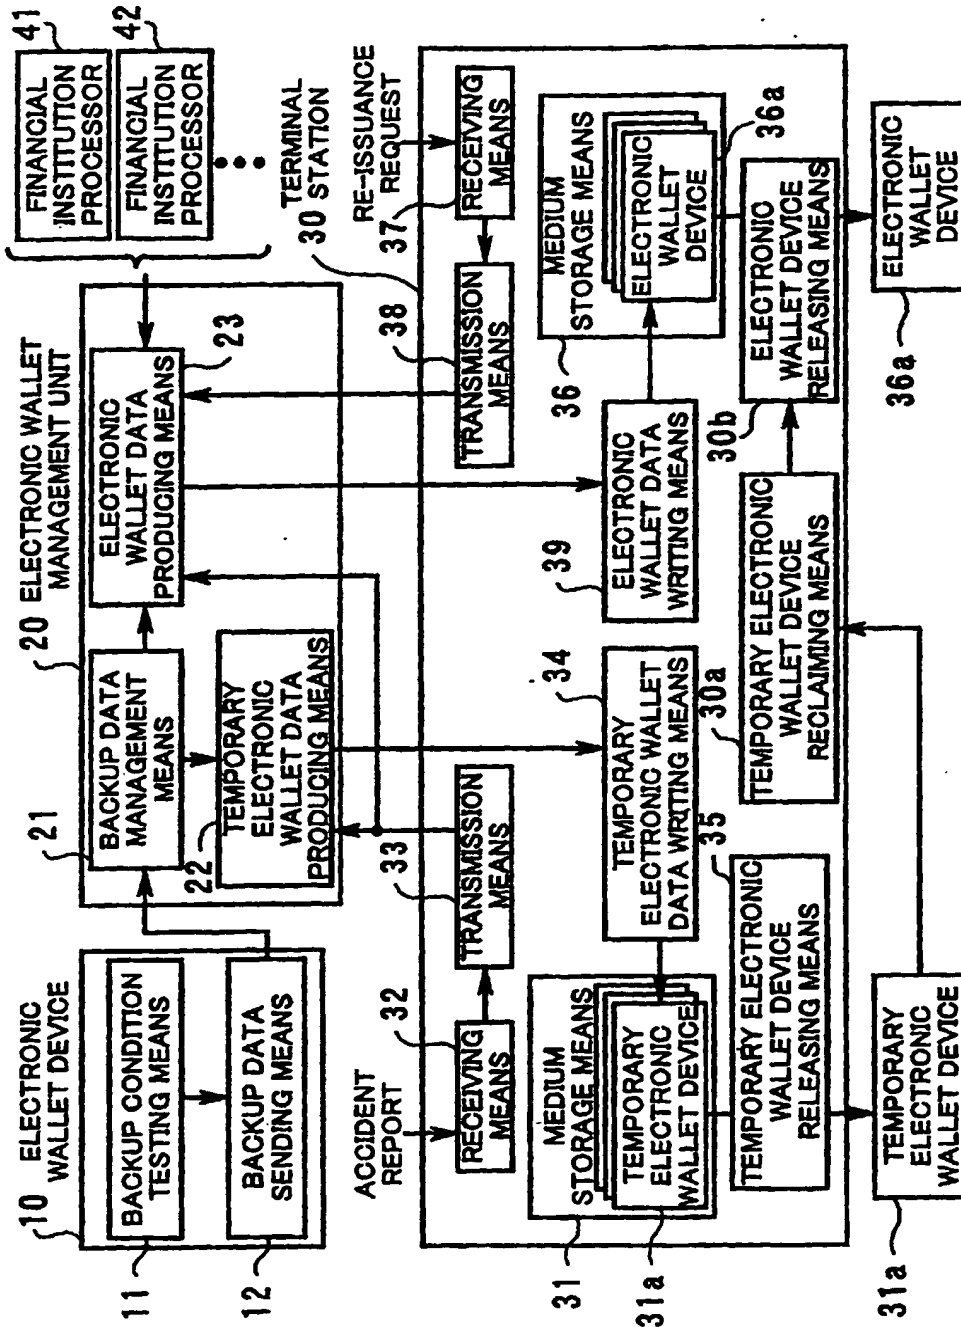 10
ELECTRONIC
WALLET DEVICE
11
BACKUP CONDITION
TESTING MEANS
12
BACKUP DATA
SENDING MEANS
20 ELECTRONIC WALLET
MANAGEMENT UNIT
21
BACKUP DATA
MANAGEMENT
MEANS
22
TEMPORARY
ELECTRONIC
WALLET DATA
PRODUCING MEANS
ELECTRONIC
WALLET DATA
PRODUCING MEANS
23
FINANCIAL
INSTITUTION
PROCESSOR
41
FINANCIAL
INSTITUTION
PROCESSOR
42
TERMINAL
30 STATION
ACCIDENT
REPORT
RECEIVING
MEANS
32
TRANSMISSION
MEANS
33
RE-ISSUANCE
REQUEST
37
RECEIVING
MEANS
38
TRANSMISSION
MEANS
MEDIUM
STORAGE MEANS
31
TEMPORARY
ELECTRONIC
WALLET DEVICE
31a
TEMPORARY
ELECTRONIC WALLET
DATA WRITING MEANS
34
39
ELECTRONIC
WALLET DATA
WRITING MEANS
36
MEDIUM
STORAGE MEANS
ELECTRONIC
WALLET
DEVICE
36a
TEMPORARY ELECTRONIC
WALLET DEVICE
RELEASING MEANS
35
30a
TEMPORARY ELECTRONIC
WALLET DEVICE
RECLAIMING MEANS
30b
ELECTRONIC
WALLET DEVICE
RELEASING MEANS
31a
TEMPORARY
ELECTRONIC
WALLET DEVICE
36a
ELECTRONIC
WALLET
DEVICE